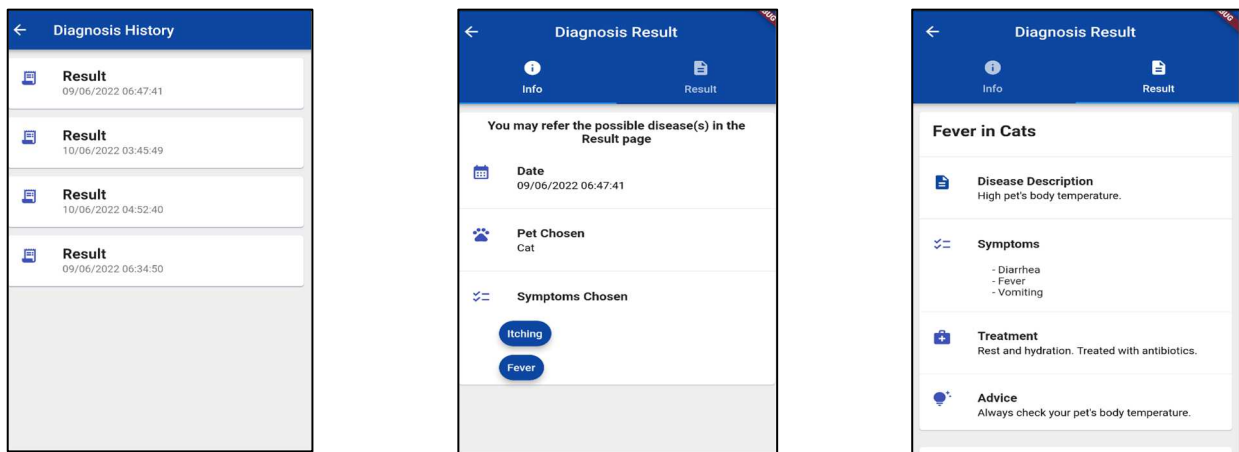 Diagnosis History
Result
09/06/2022 06:47:41
Result
10/06/2022 03:45:49
Result
10/06/2022 04:52:40
Result
09/06/2022 06:34:50
Diagnosis Result
Info
Result
You may refer the possible disease(s) in the
Result page
Date
09/06/2022 06:47:41
Pet Chosen
Cat
Symptoms Chosen
Itching
Fever
Diagnosis Result
Info
Result
Fever in Cats
Disease Description
High pet's body temperature.
Symptoms
- Diarrhea
- Fever
- Vomiting
Treatment
Rest and hydration. Treated with antibiotics.
Advice
Always check your pet's body temperature.